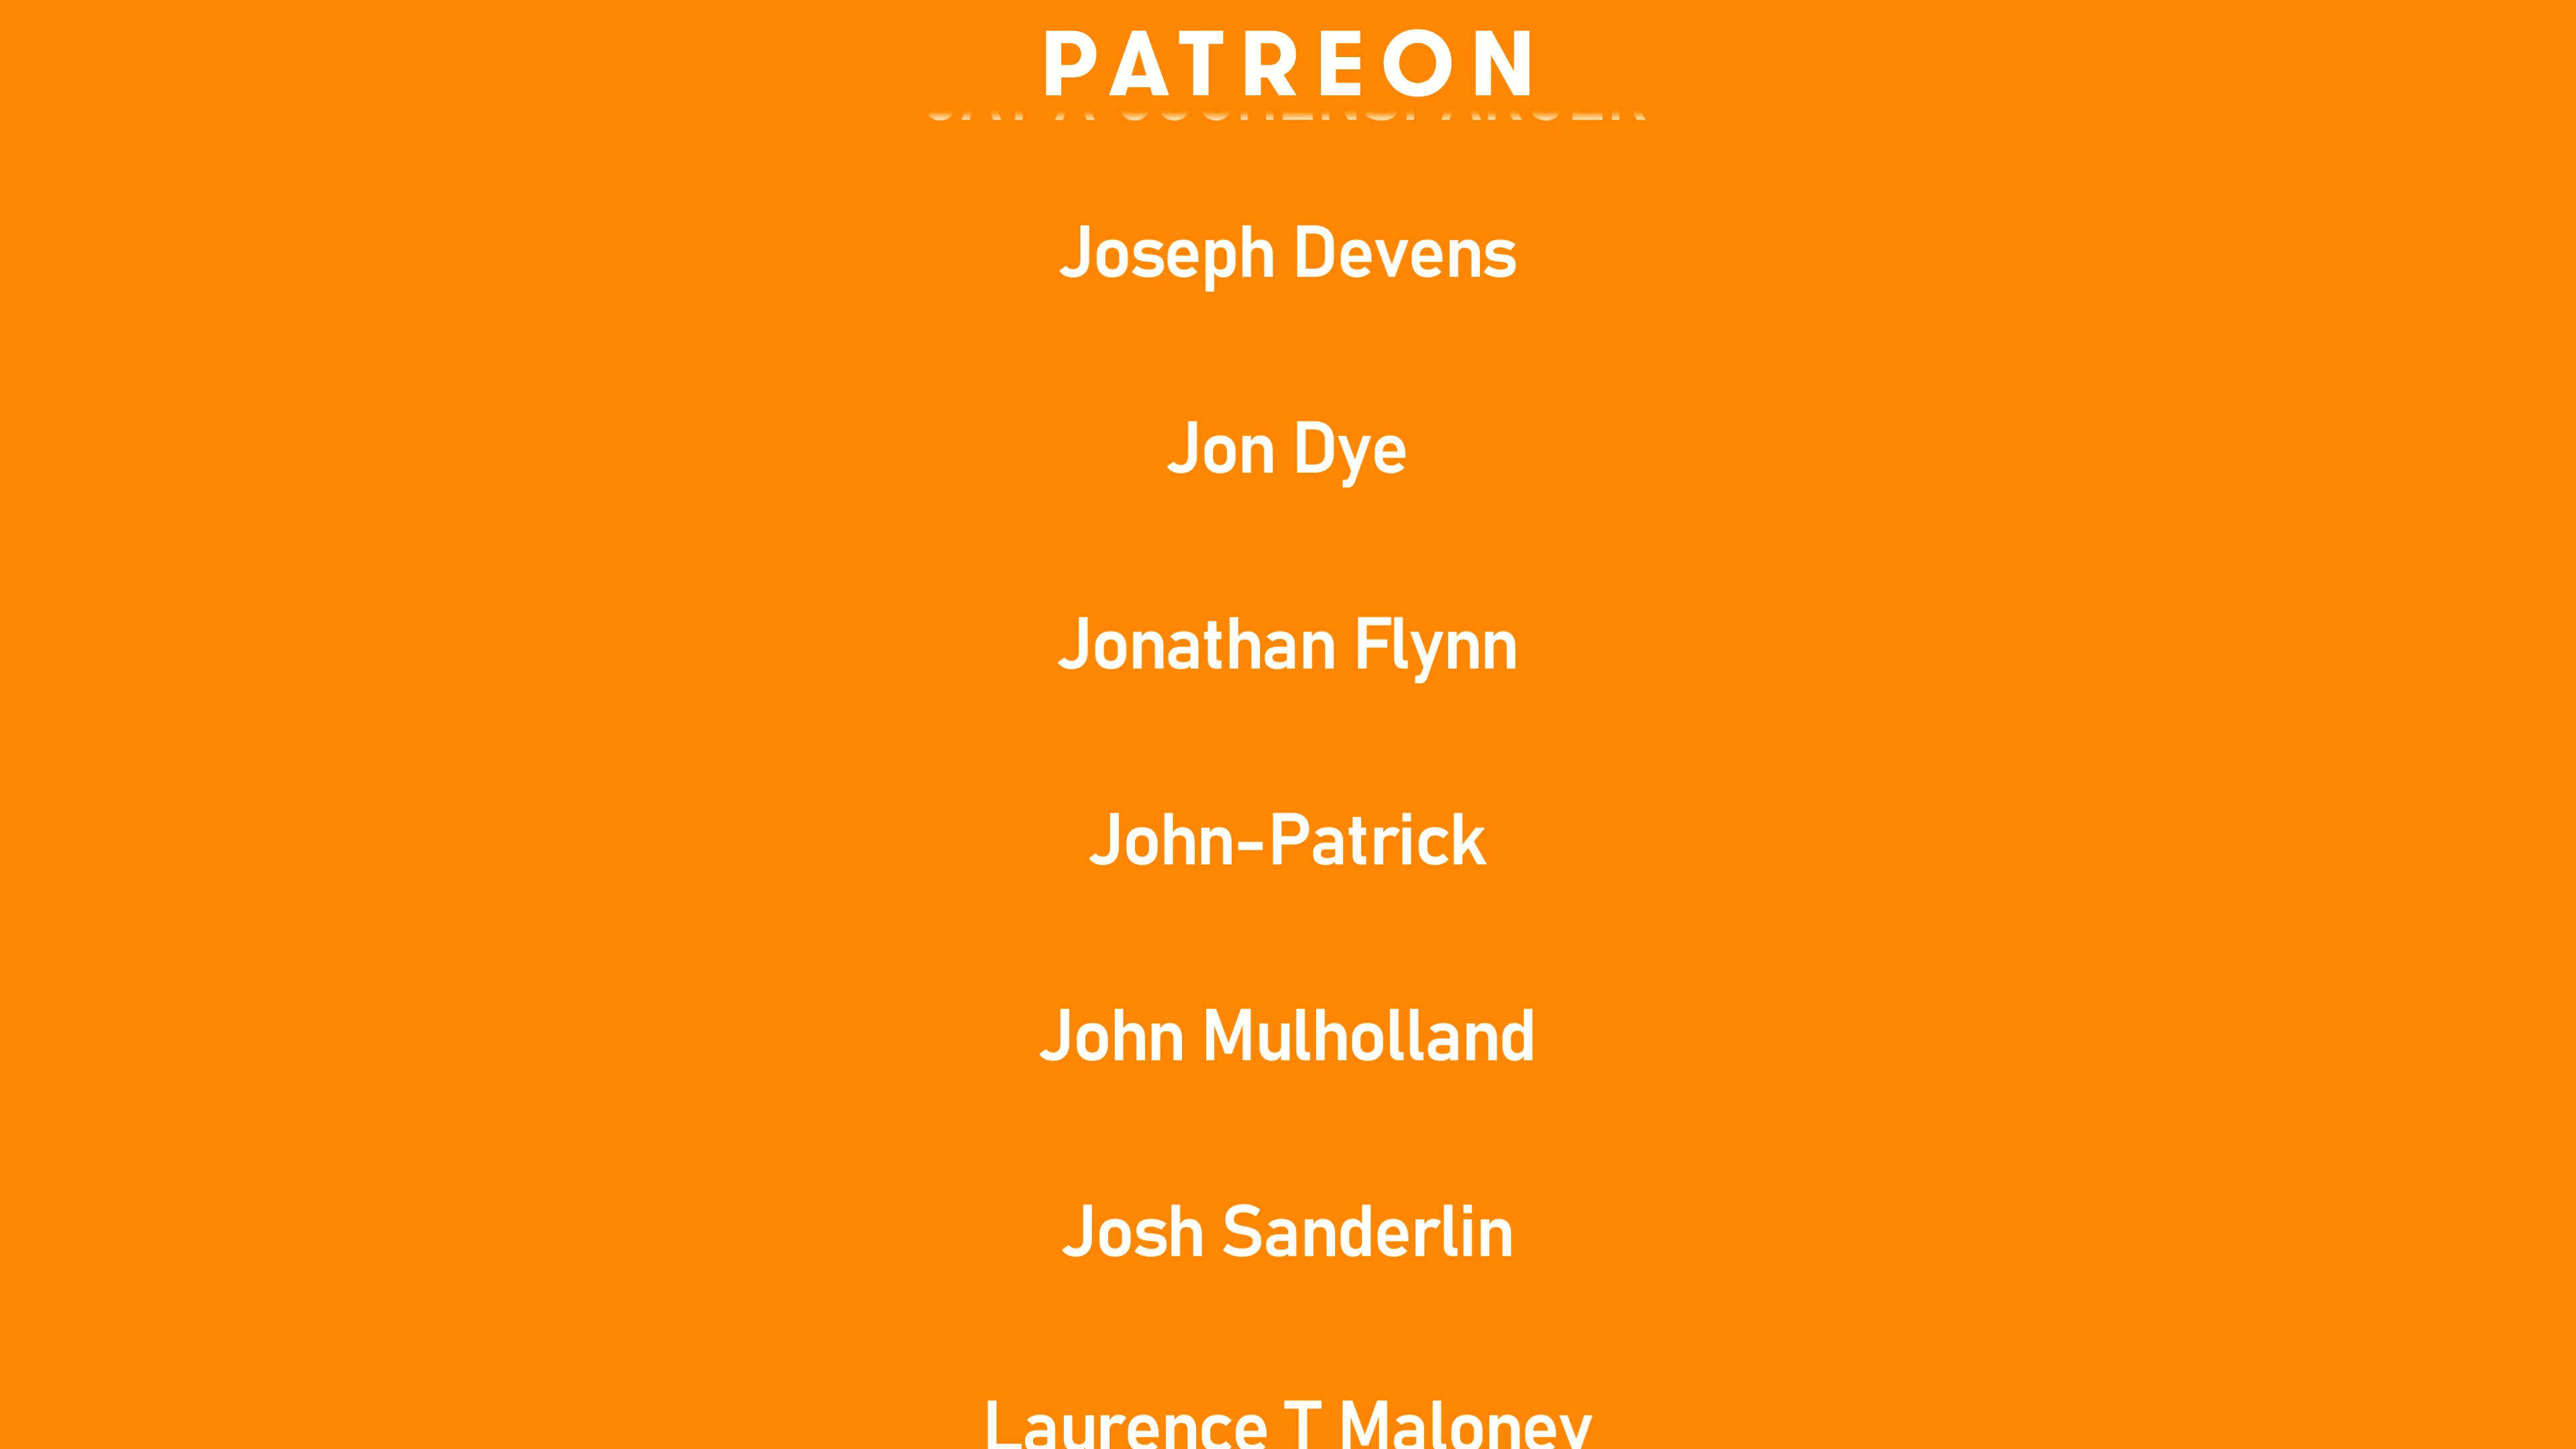 PATREON
Joseph Devens
Jon Dye
Jonathan Flynn
John-Patrick
John Mulholland
Josh Sanderlin
Laurence T Maloney